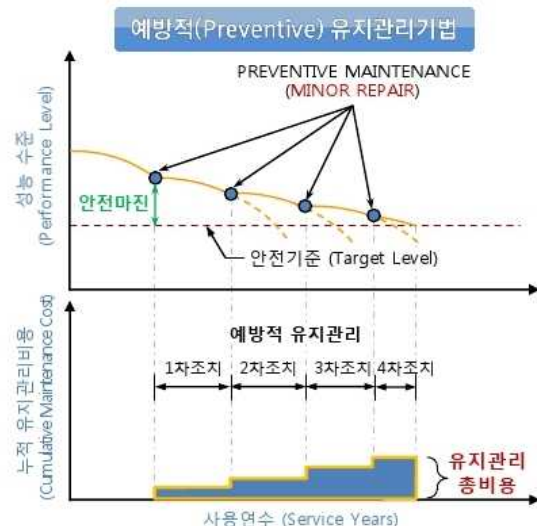 예방적(Preventive) 유지관리기법
PREVENTIVE MAINTENANCE
(MINOR REPAIR)
성능 수준
(Performance Level)
안전마진
안전기준 (Target Level)
누적 유지관리비용
(Cumulative Maintenance Cost)
예방적 유지관리
1차조치 2차조치 3차조치 4차조치
유지관리
총비용
사용연수 (Service Years)